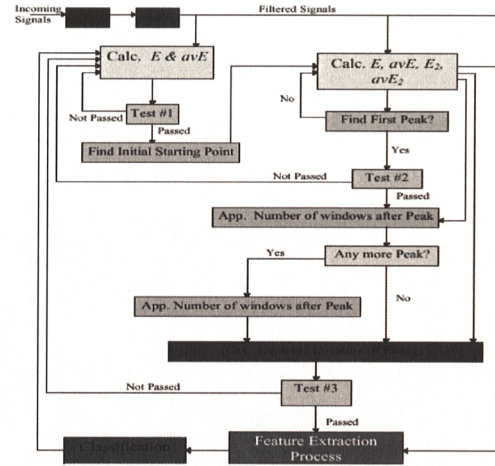 Incoming
Signals
Filtered Signals
Calc. E & avE
Calc. E, avE, E2,
avE2
No
Not Passed
Test #1
Passed
Find First Peak?
Find Initial Starting Point
Yes
Not Passed
Test #2
Passed
App. Number of windows after Peak
Yes
Any more Peak?
No
App. Number of windows after Peak
Not Passed
Test #3
Passed
Classification
Feature Extraction
Process